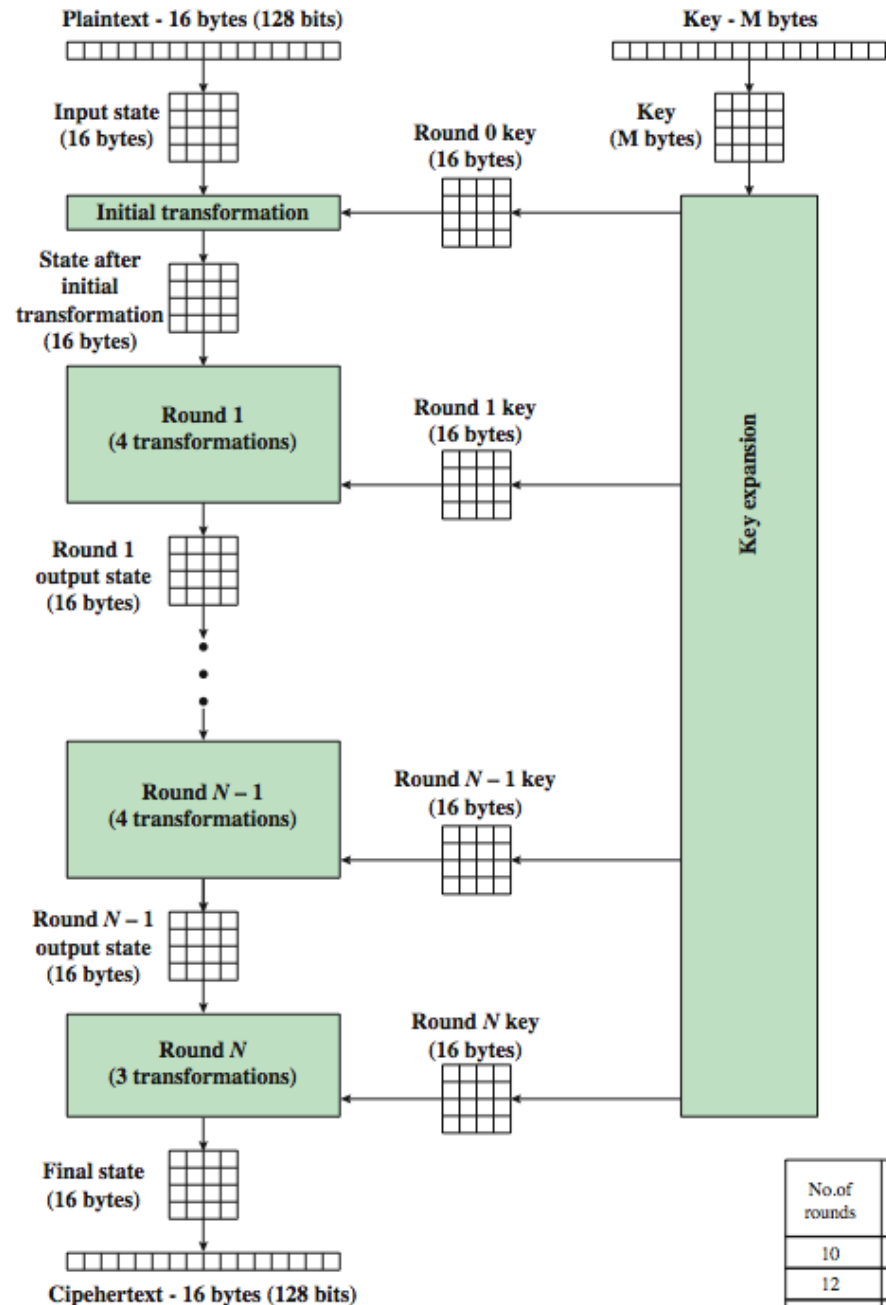 Plaintext - 16 bytes (128 bits)
Key - M bytes
Input state
(16 bytes)
Key
(M bytes)
Round 0 key
(16 bytes)
Initial transformation
State after
initial
transformation
(16 bytes)
Round 1
(4 transformations)
Round 1 key
(16 bytes)
Key expansion
Round 1
output state
(16 bytes)
Round N – 1
(4 transformations)
Round N – 1 key
(16 bytes)
Round N – 1
output state
(16 bytes)
Round N
(3 transformations)
Round N key
(16 bytes)
Final state
(16 bytes)
No.of
rounds
10
12
Cipehertext - 16 bytes (128 bits)